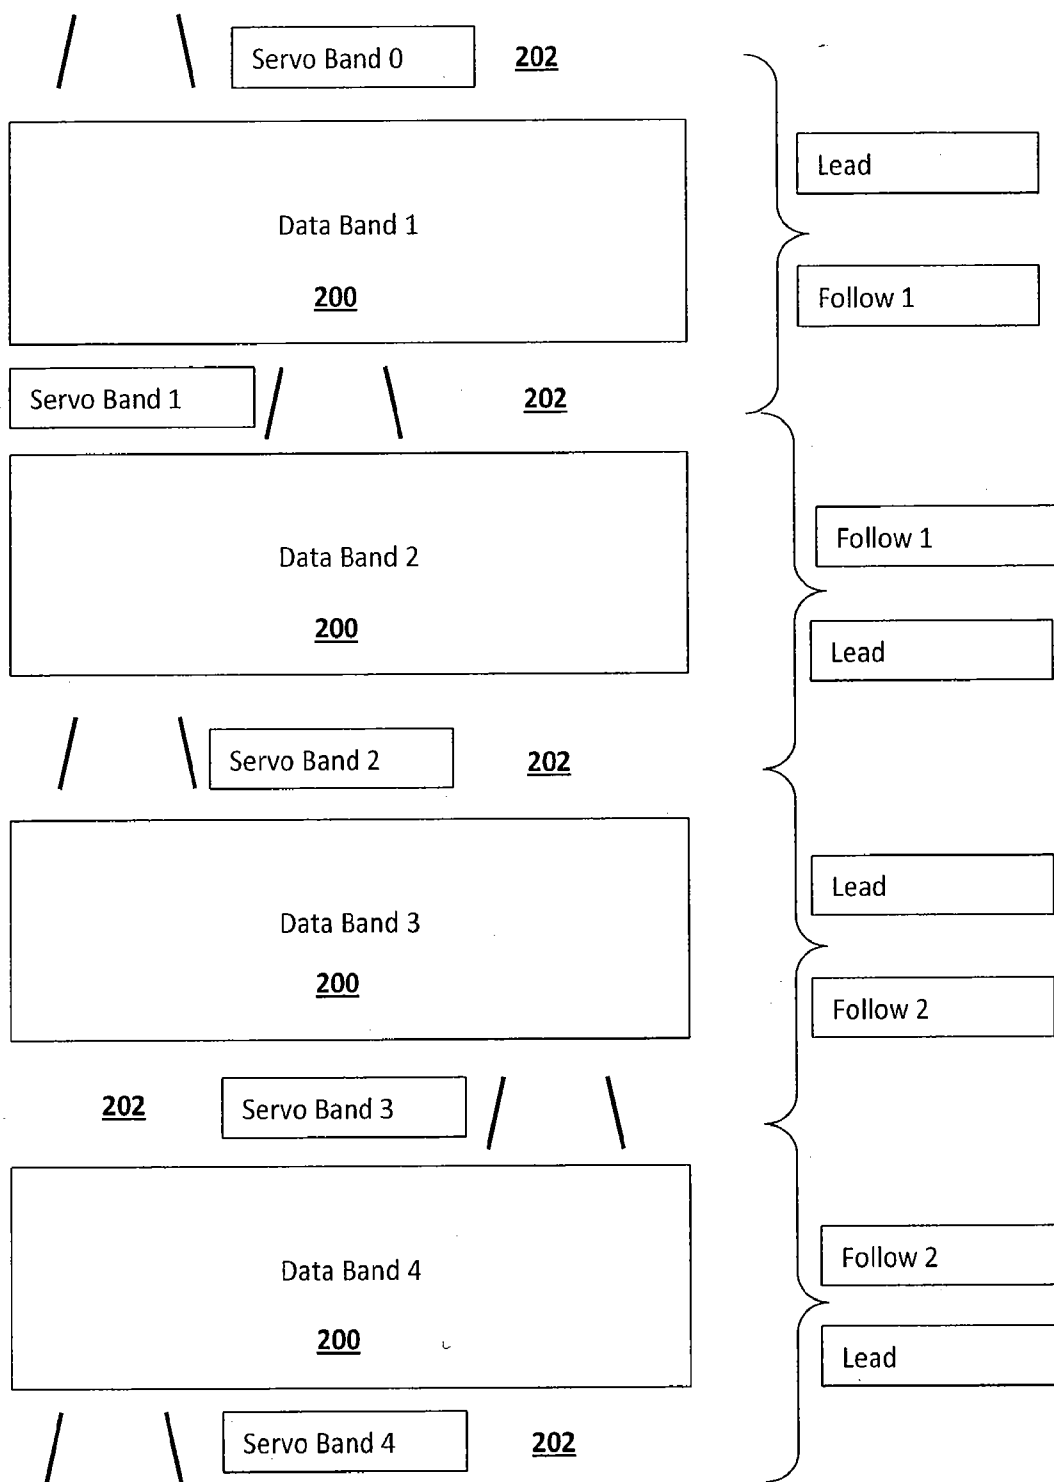 Servo Band 0
202
Lead
Data Band 1
Follow 1
200
Servo Band 1
202
Follow 1
Data Band 2
200
Lead
Servo Band 2
202
Lead
Data Band 3
200
Follow 2
202
Servo Band 3
Follow 2
Data Band 4
200
Lead
Servo Band 4
202